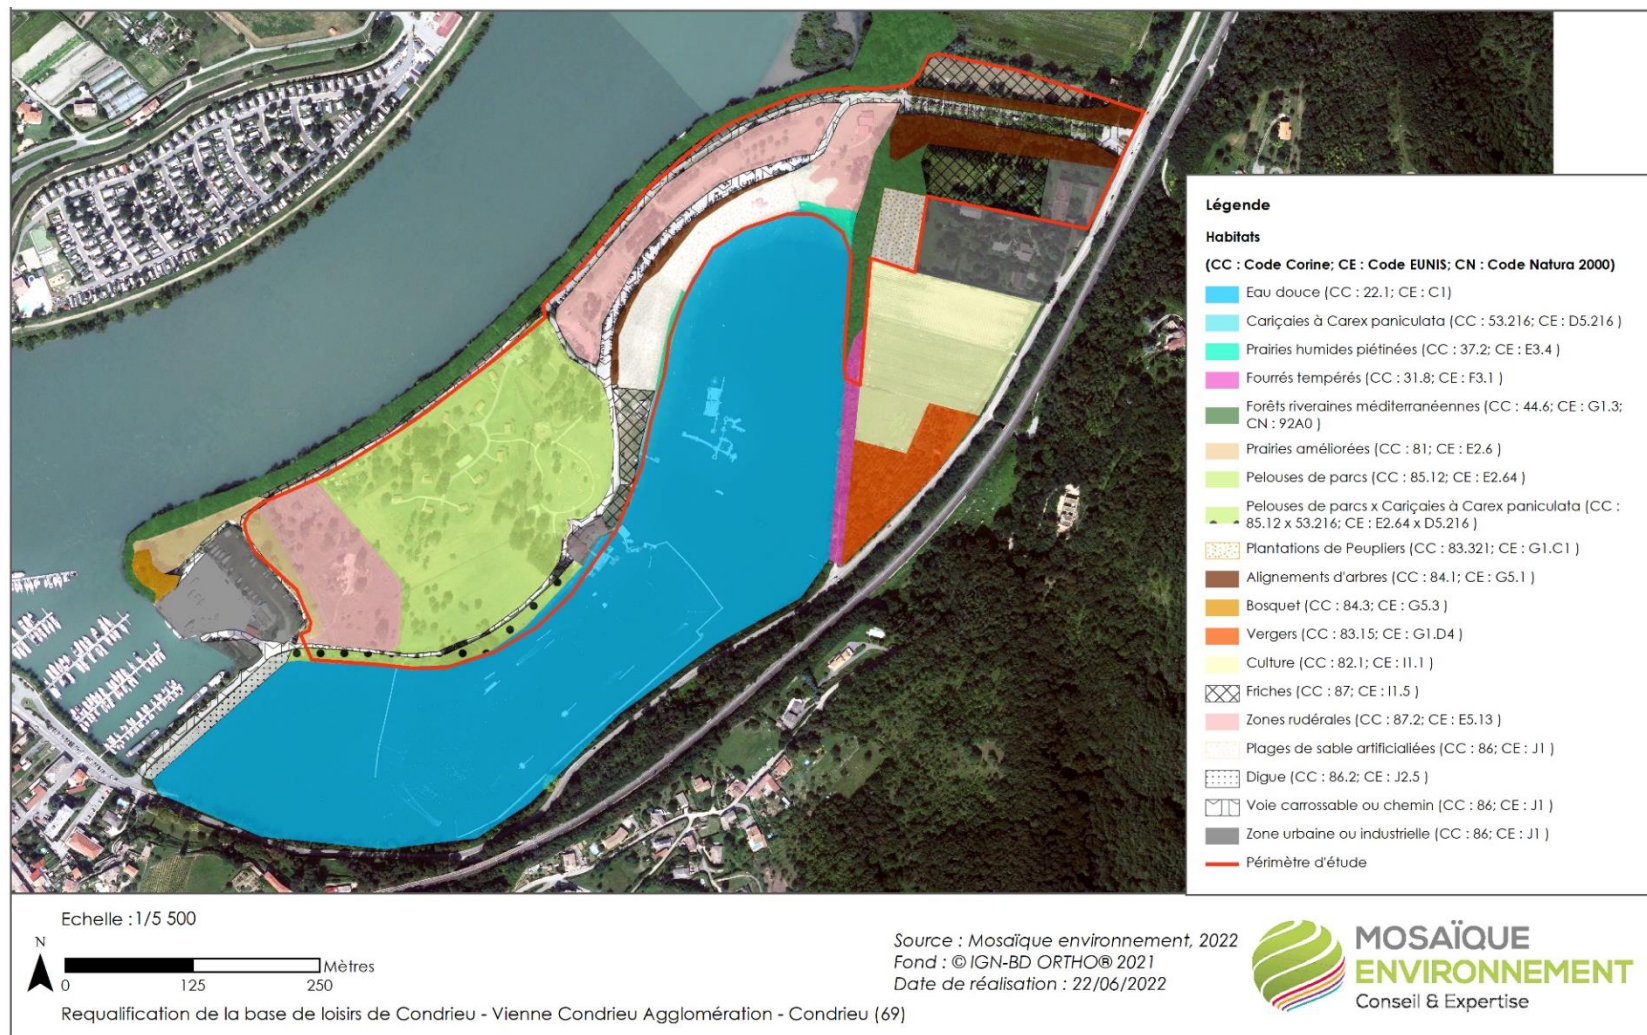 Légende
Habitats
(CC : Code Corine; CE : Code EUNIS; CN : Code Natura 2000)
Eau douce (CC : 22.1; CE : C1)
Cariçaies à Carex paniculata (CC : 53.216; CE : D5.216 )
Prairies humides piétinées (CC : 37.2; CE : E3.4 )
Fourrés tempérés (CC : 31.8; CE : F3.1 )
Forêts riveraines méditerranéennes (CC : 44.6; CE : G1.3;
CN : 92A0 )
Prairies améliorées (CC : 81; CE : E2.6 )
Pelouses de parcs (CC : 85.12; CE : E2.64 )
Pelouses de parcs x Cariçaies à Carex paniculata (CC :
85.12 x 53.216; CE : E2.64 x D5.216 )
Plantations de Peupliers (CC : 83.321; CE : G1.C1 )
Alignements d'arbres (CC : 84.1; CE : G5.1 )
Bosquet (CC : 84.3; CE : G5.3 )
Vergers (CC : 83.15; CE : G1.D4 )
Culture (CC : 82.1; CE : I1.1 )
Friches (CC : 87; CE : I1.5 )
Zones rudérales (CC : 87.2; CE : E5.13 )
Plages de sable artificialiées (CC : 86; CE : J1 )
Digue (CC : 86.2; CE : J2.5 )
Voie carrossable ou chemin (CC : 86; CE : J1 )
Zone urbaine ou industrielle (CC : 86; CE : J1 )
Périmètre d'étude
Echelle : 1/5 500
N
Mètres
0 125 250
Requalification de la base de loisirs de Condrieu - Vienne Condrieu Agglomération - Condrieu (69)
Source : Mosaïque environnement, 2022
Fond : © IGN-BD ORTHO® 2021
Date de réalisation : 22/06/2022
MOSAÏQUE
ENVIRONNEMENT
Conseil & Expertise